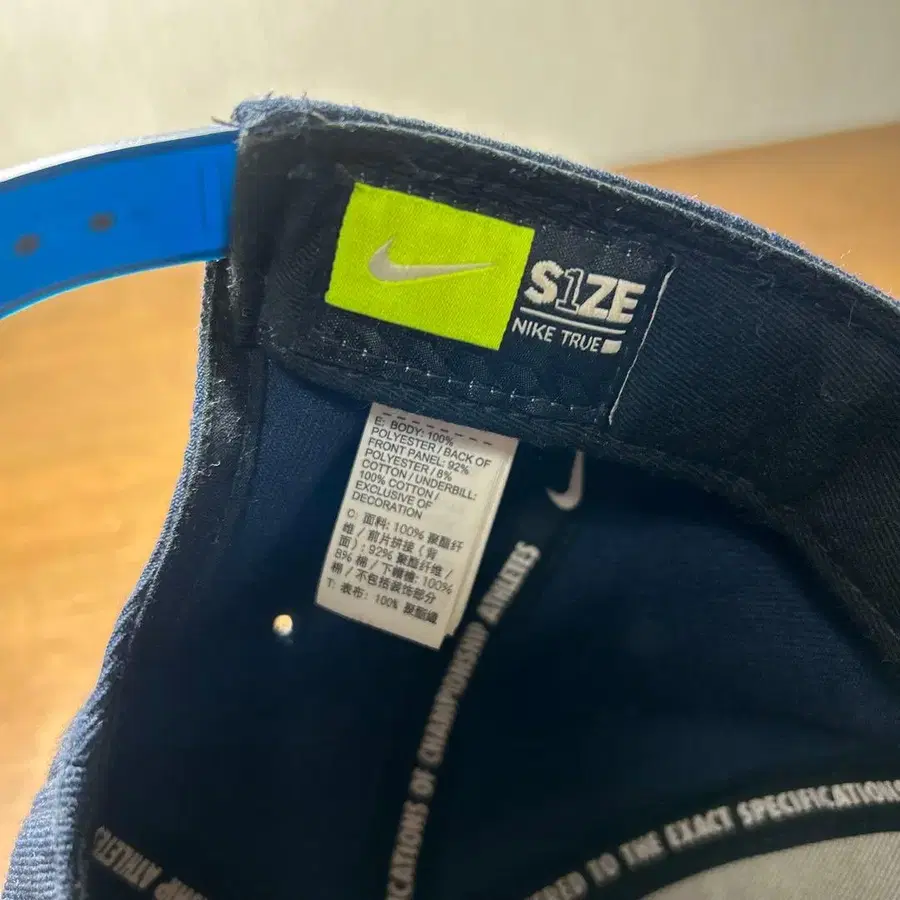 S1ZE
NIKE TRUE
E: BODY: 100%
POLYESTER / BACK OF
FRONT PANEL: 92%
POLYESTER / 8%
COTTON / UNDERBILL:
100% COTTON /
EXCLUSIVE OF
DECORATION
C: 面料: 100% 聚酯纤
维 / 前片拼接 (背
面) : 92% 聚酯纤维 /
8% 棉 / 下帽檐: 100%
棉 / 不包括装饰部分
T: 表布: 100% 聚酯纖
OF CHAMPIONSHIP ATHLETES
TO THE EXACT SPECIFICATIONS
ATHLETES